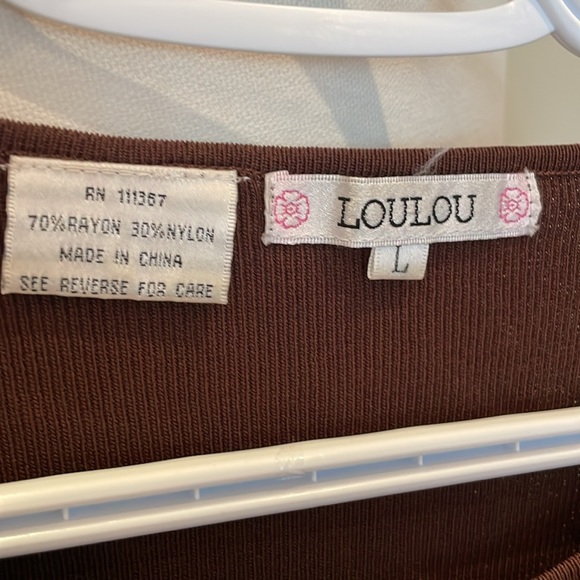 RN 111367
70%RAYON 30%NYLON
MADE IN CHINA
SEE REVERSE FOR CARE
LOULOU
L